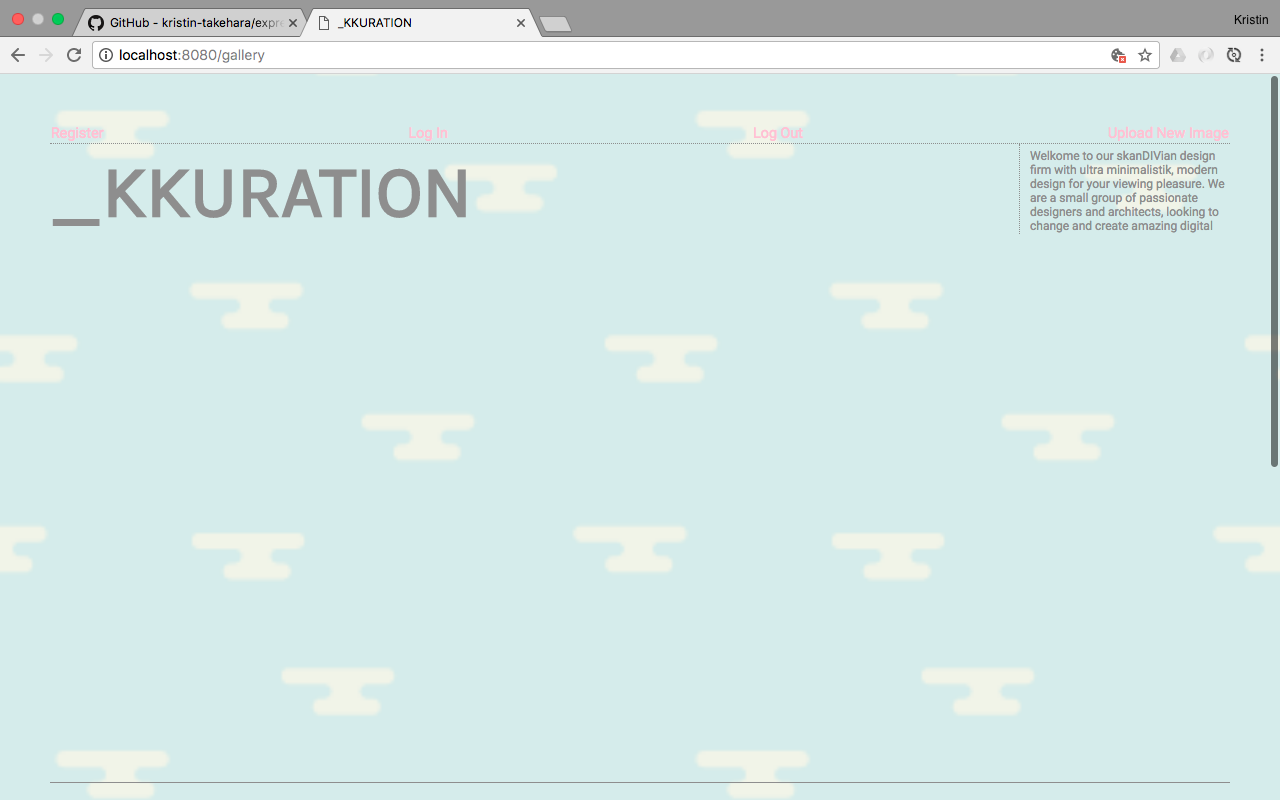 GitHub - kristin-takehara/expre
_KKURATION
Kristin
localhost:8080/gallery
Register
Log In
Log Out
Upload New Image
_KKURATION
Welkome to our skanDIVian design
firm with ultra minimalistik, modern
design for your viewing pleasure. We
are a small group of passionate
designers and architects, looking to
change and create amazing digital